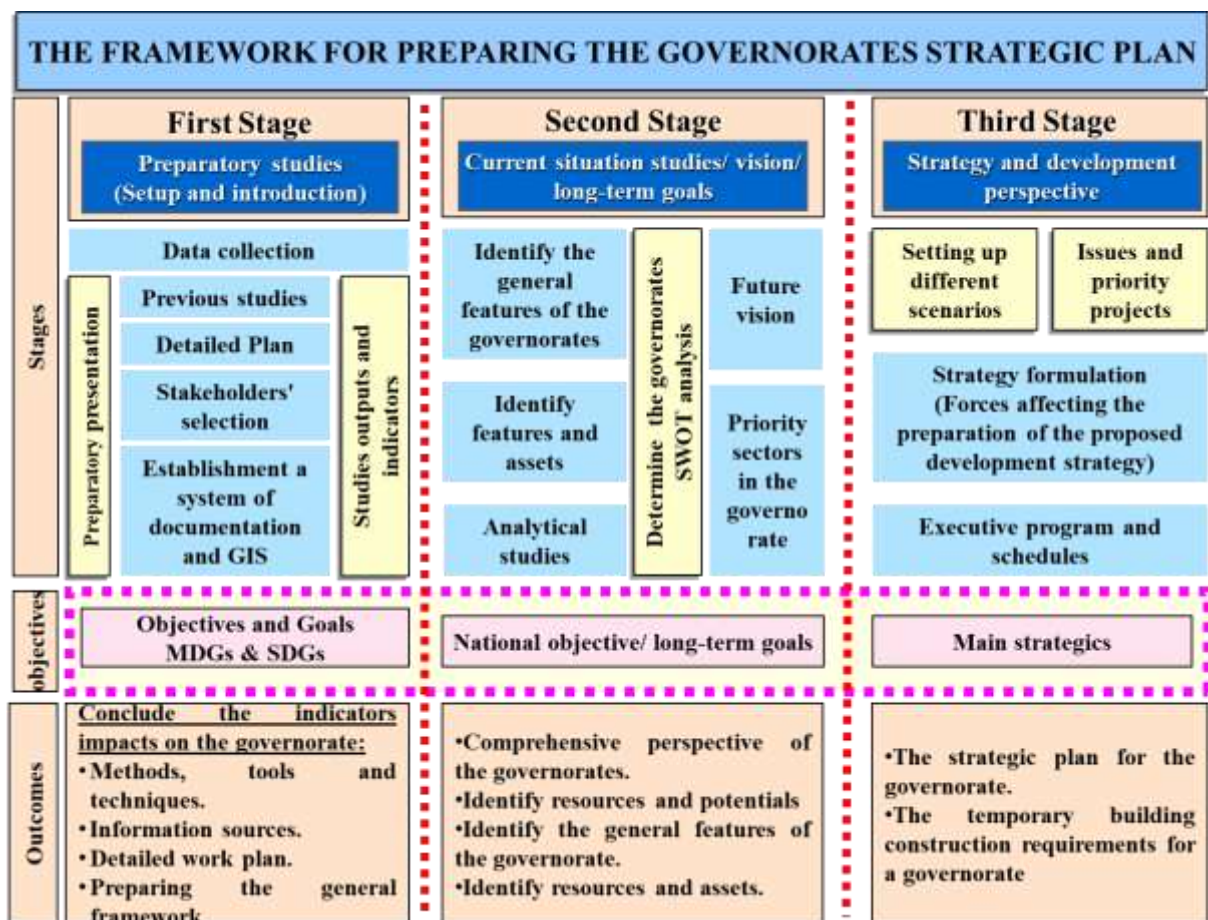 THE FRAMEWORK FOR PREPARING THE GOVERNORATES STRATEGIC PLAN
Stages
First Stage
Preparatory studies
(Setup and introduction)
Data collection
Preparatory presentation
Previous studies
Detailed Plan
Stakeholders'
selection
Establishment a
system of
documentation
and GIS
Studies outputs and
indicators
Second Stage
Current situation studies/ vision/
long-term goals
Identify the
general
features of the
governorates
Identify
features and
assets
Analytical
studies
Determine the governorates
SWOT analysis
Future
vision
Priority
sectors
in the
governo
rate
Third Stage
Strategy and development
perspective
Setting up
different
scenarios
Issues and
priority
projects
Strategy formulation
(Forces affecting the
preparation of the proposed
development strategy)
Executive program and
schedules
objectives
Objectives and Goals
MDGs & SDGs
National objective/ long-term goals
Main strategics
Outcomes
Conclude the indicators
impacts on the governorate:
•Methods, tools and
techniques.
•Information sources.
•Detailed work plan.
•Preparing the general
framework
•Comprehensive perspective of
the governorates.
•Identify resources and potentials
•Identify the general features of
the governorate.
•Identify resources and assets.
•The strategic plan for the
governorate.
•The temporary building
construction requirements for
a governorate